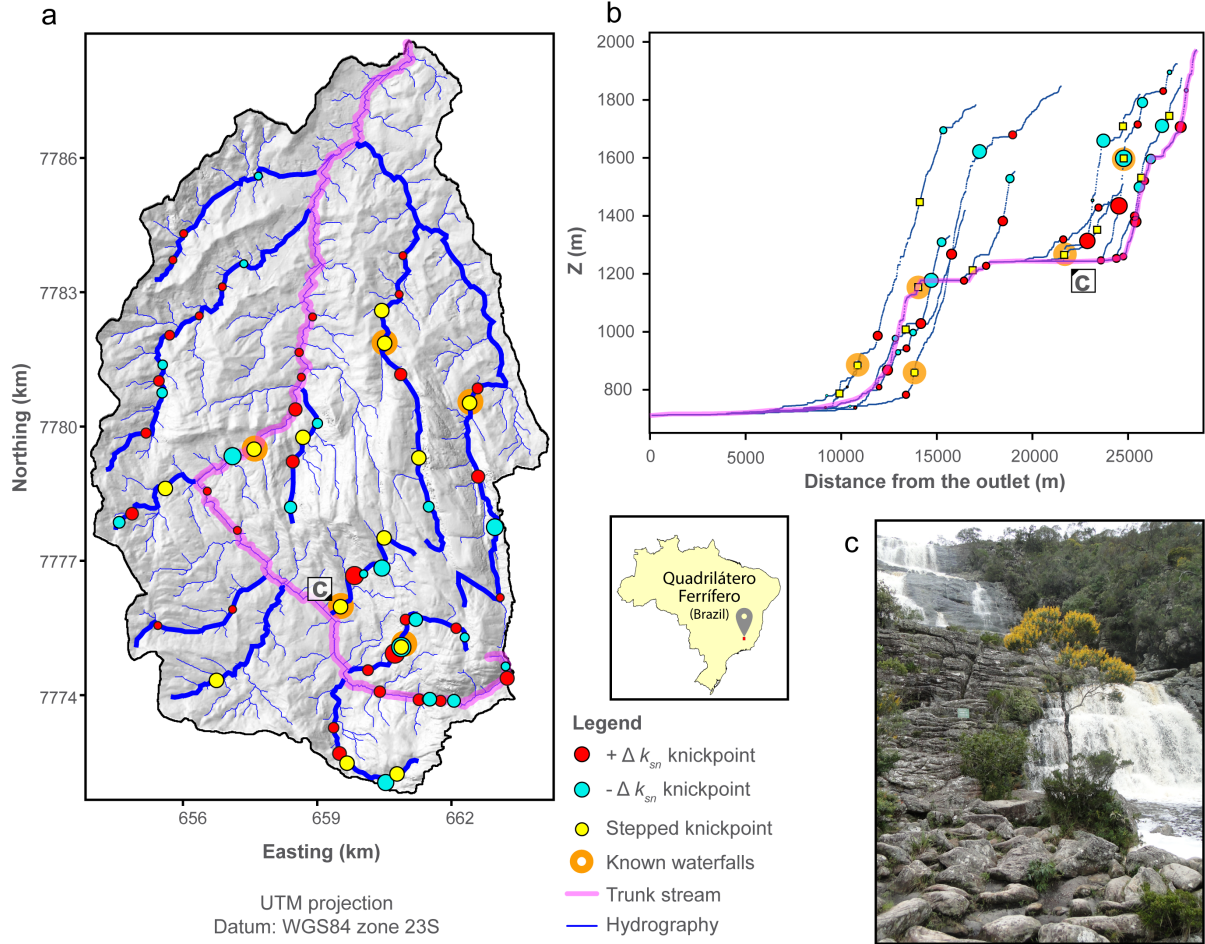 a
7786
7783
7780
7777
7774
Northing (km)
656
659
662
Easting (km)
C
UTM projection
Datum: WGS84 zone 23S
b
2000
1800
1600
1400
1200
1000
800
Z (m)
0
5000
10000
15000
20000
25000
Distance from the outlet (m)
C
Quadrilátero
Ferrífero
(Brazil)
Legend
+ Δ ksn knickpoint
- Δ ksn knickpoint
Stepped knickpoint
Known waterfalls
Trunk stream
Hydrography
c